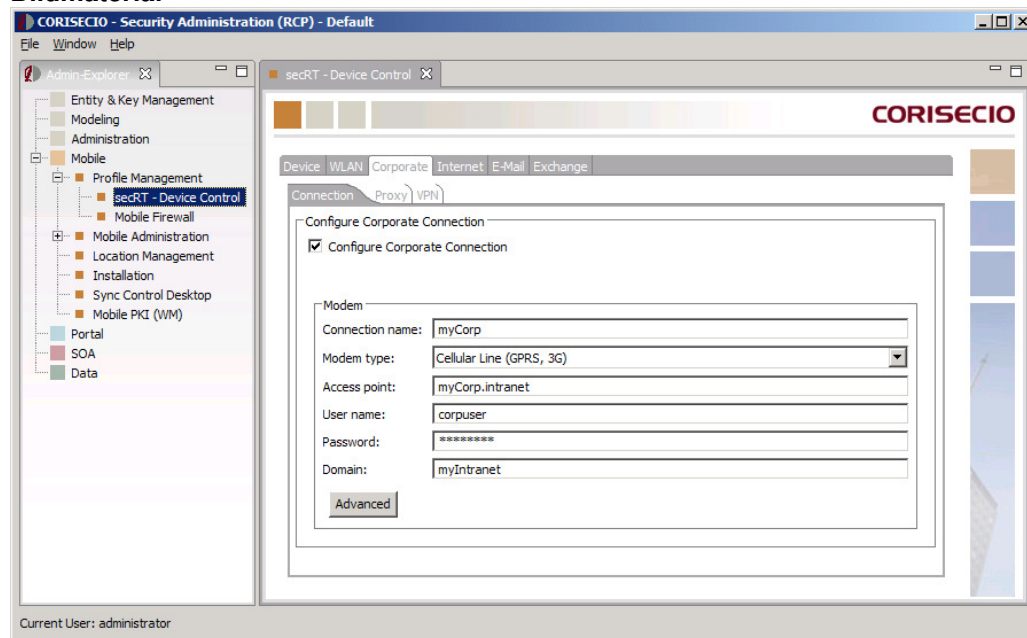 Bildmaterial
CORISECIO - Security Administration (RCP) - Default
File Window Help
Admin-Explorer
secRT - Device Control
Entity & Key Management
Modeling
Administration
Mobile
Profile Management
secRT - Device Control
Mobile Firewall
Mobile Administration
Location Management
Installation
Sync Control Desktop
Mobile PKI (WM)
Portal
SOA
Data
CORISECIO
Device WLAN Corporate Internet E-Mail Exchange
Connection Proxy VPN
Configure Corporate Connection
Configure Corporate Connection
Modem
Connection name: myCorp
Modem type: Cellular Line (GPRS, 3G)
Access point: myCorp.intranet
User name: corpuser
Password: ********
Domain: myIntranet
Advanced
Current User: administrator